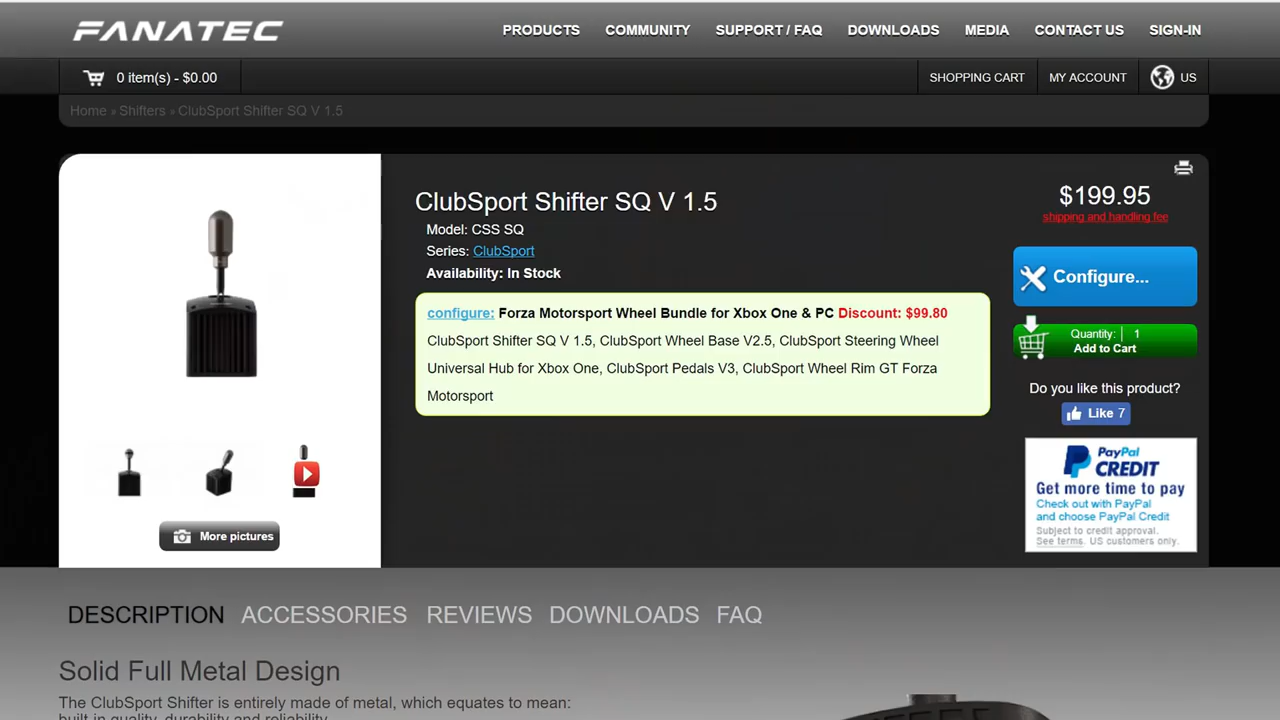 FANATEC
PRODUCTS COMMUNITY SUPPORT / FAQ DOWNLOADS MEDIA CONTACT US SIGN-IN
0 item(s) - $0.00
SHOPPING CART MY ACCOUNT US
Home » Shifters » ClubSport Shifter SQ V 1.5
ClubSport Shifter SQ V 1.5
Model: CSS SQ
Series: ClubSport
Availability: In Stock
configure: Forza Motorsport Wheel Bundle for Xbox One & PC Discount: $99.80
ClubSport Shifter SQ V 1.5, ClubSport Wheel Base V2.5, ClubSport Steering Wheel
Universal Hub for Xbox One, ClubSport Pedals V3, ClubSport Wheel Rim GT Forza
Motorsport
$199.95
shipping and handling fee
Configure...
Quantity: 1
Add to Cart
Do you like this product?
Like 7
PayPal
CREDIT
Get more time to pay
Check out with PayPal
and choose PayPal Credit
Subject to credit approval.
See terms. US customers only.
More pictures
DESCRIPTION ACCESSORIES REVIEWS DOWNLOADS FAQ
Solid Full Metal Design
The ClubSport Shifter is entirely made of metal, which equates to mean:
built in quality, durability and reliability